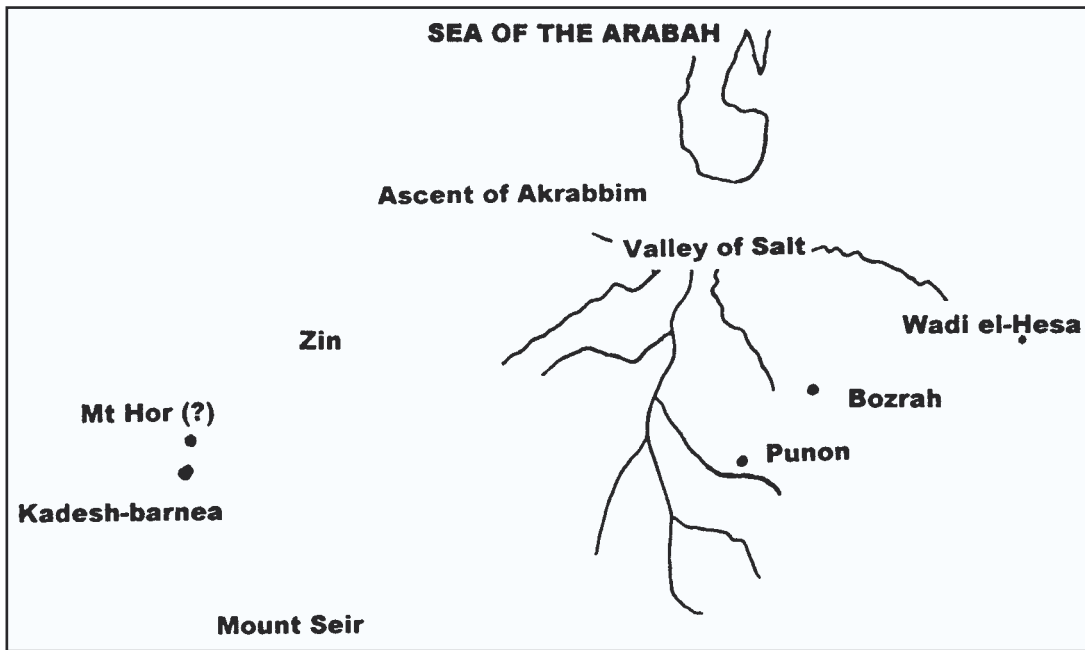 SEA OF THE ARABAH
Ascent of Akrabbim
Valley of Salt
Wadi el-Hesa
Zin
Bozrah
Mt Hor (?)
Punon
Kadesh-barnea
Mount Seir